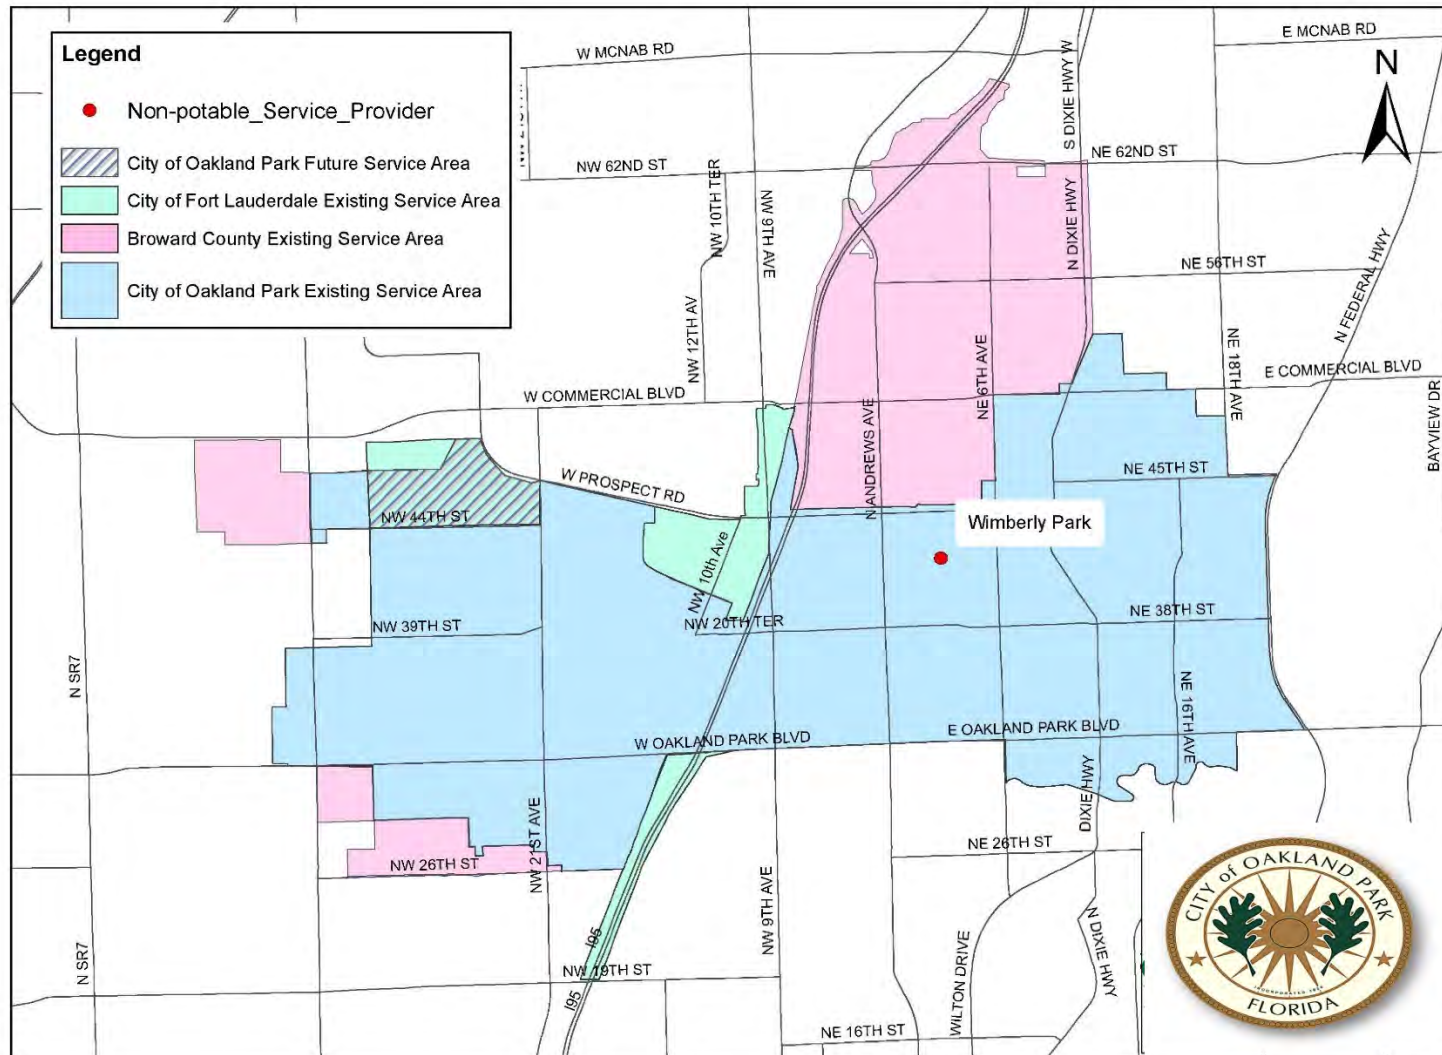 Legend
Non-potable_Service_Provider
City of Oakland Park Future Service Area
City of Fort Lauderdale Existing Service Area
Broward County Existing Service Area
City of Oakland Park Existing Service Area
N
W MCNAB RD
E MCNAB RD
S DIXIE HWY W
NW 62ND ST
NE 62ND ST
NW 10TH TER
NW 9TH AVE
N DIXIE HWY
NE 56TH ST
N FEDERAL HWY
NW 12TH AV
NE 6TH AVE
NE 18TH AVE
W COMMERCIAL BLVD
E COMMERCIAL BLVD
BAYVIEW DR
N ANDREWS AVE
W PROSPECT RD
NE 45TH ST
NW 44TH ST
Wimberly Park
NW 10th Ave
NW 39TH ST
NW 20TH TER
NE 38TH ST
N SR7
NE 16TH AVE
W OAKLAND PARK BLVD
E OAKLAND PARK BLVD
DIXIE HWY
NW 21ST AVE
NW 26TH ST
NE 26TH ST
NW 9TH AVE
I95
N SR7
NW 19TH ST
I95
WILTON DRIVE
N DIXIE HWY
NE 16TH ST
CITY of OAKLAND PARK
FLORIDA